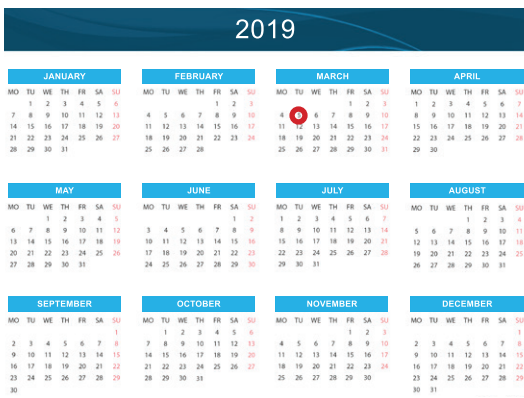 2019
JANUARY
MO TU WE TH FR SA SU
1 2 3 4 5 6
7 8 9 10 11 12 13
14 15 16 17 18 19 20
21 22 23 24 25 26 27
28 29 30 31
FEBRUARY
MO TU WE TH FR SA SU
1 2 3
4 5 6 7 8 9 10
11 12 13 14 15 16 17
18 19 20 21 22 23 24
25 26 27 28
MARCH
MO TU WE TH FR SA SU
1 2 3
4 6 7 8 9 10
11 12 13 14 15 16 17
18 19 20 21 22 23 24
25 26 27 28 29 30 31
APRIL
MO TU WE TH FR SA SU
1 2 3 4 5 6 7
8 9 10 11 12 13 14
15 16 17 18 19 20 21
22 23 24 25 26 27 28
29 30
MAY
MO TU WE TH FR SA SU
1 2 3 4 5
6 7 8 9 10 11 12
13 14 15 16 17 18 19
20 21 22 23 24 25 26
27 28 29 30 31
JUNE
MO TU WE TH FR SA SU
1 2
3 4 5 6 7 8 9
10 11 12 13 14 15 16
17 18 19 20 21 22 23
24 25 26 27 28 29 30
JULY
MO TU WE TH FR SA SU
1 2 3 4 5 6 7
8 9 10 11 12 13 14
15 16 17 18 19 20 21
22 23 24 25 26 27 28
29 30 31
AUGUST
MO TU WE TH FR SA SU
1 2 3 4
5 6 7 8 9 10 11
12 13 14 15 16 17 18
19 20 21 22 23 24 25
26 27 28 29 30 31
SEPTEMBER
MO TU WE TH FR SA SU
1
2 3 4 5 6 7 8
9 10 11 12 13 14 15
16 17 18 19 20 21 22
23 24 25 26 27 28 29
30
OCTOBER
MO TU WE TH FR SA SU
1 2 3 4 5 6
7 8 9 10 11 12 13
14 15 16 17 18 19 20
21 22 23 24 25 26 27
28 29 30 31
NOVEMBER
MO TU WE TH FR SA SU
1 2 3
4 5 6 7 8 9 10
11 12 13 14 15 16 17
18 19 20 21 22 23 24
25 26 27 28 29 30
DECEMBER
MO TU WE TH FR SA SU
1
2 3 4 5 6 7 8
9 10 11 12 13 14 15
16 17 18 19 20 21 22
23 24 25 26 27 28 29
30 31